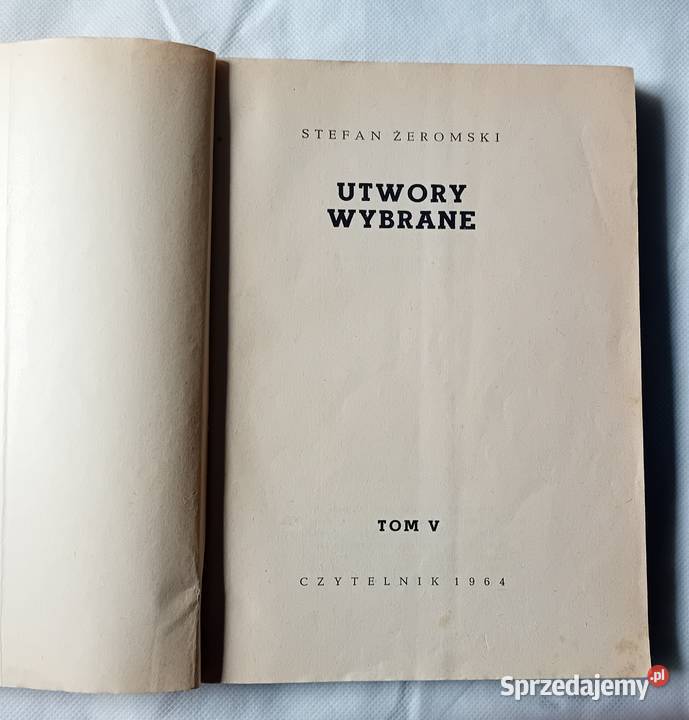 STEFAN ŻEROMSKI
UTWORY
WYBRANE
TOM V
CZYTELNIK 1964
Sprzedajemy.pl